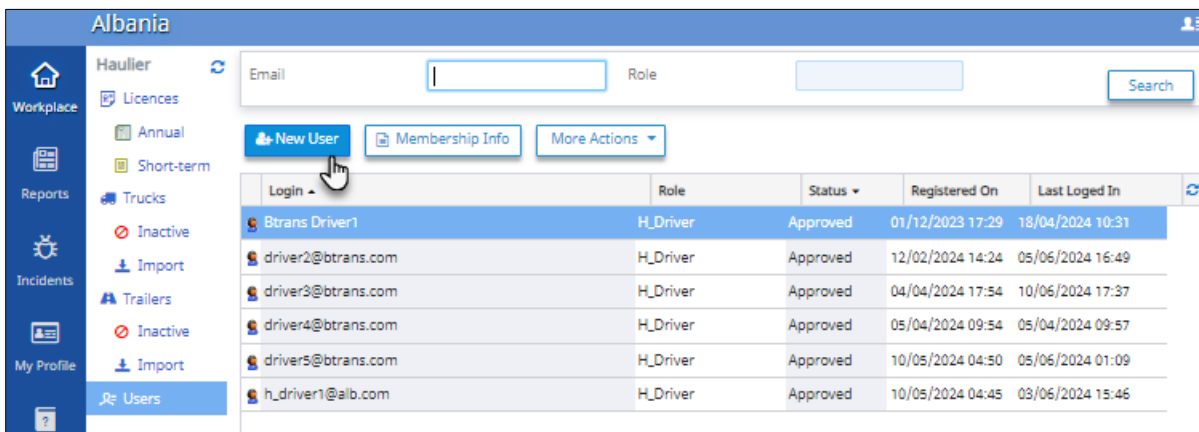 Albania
Workplace
Reports
Incidents
My Profile
Haulier
Licences
Annual
Short-term
Trucks
Inactive
Import
Trailers
Inactive
Import
Users
Email Role
Search
New User Membership Info More Actions
Login Role Status Registered On Last Loged In
Btrans Driver1 H_Driver Approved 01/12/2023 17:29 18/04/2024 10:31
driver2@btrans.com H_Driver Approved 12/02/2024 14:24 05/06/2024 16:49
driver3@btrans.com H_Driver Approved 04/04/2024 17:54 10/06/2024 17:37
driver4@btrans.com H_Driver Approved 05/04/2024 09:54 05/04/2024 09:57
driver5@btrans.com H_Driver Approved 10/05/2024 04:50 05/06/2024 01:09
h_driver1@alb.com H_Driver Approved 10/05/2024 04:45 03/06/2024 15:46